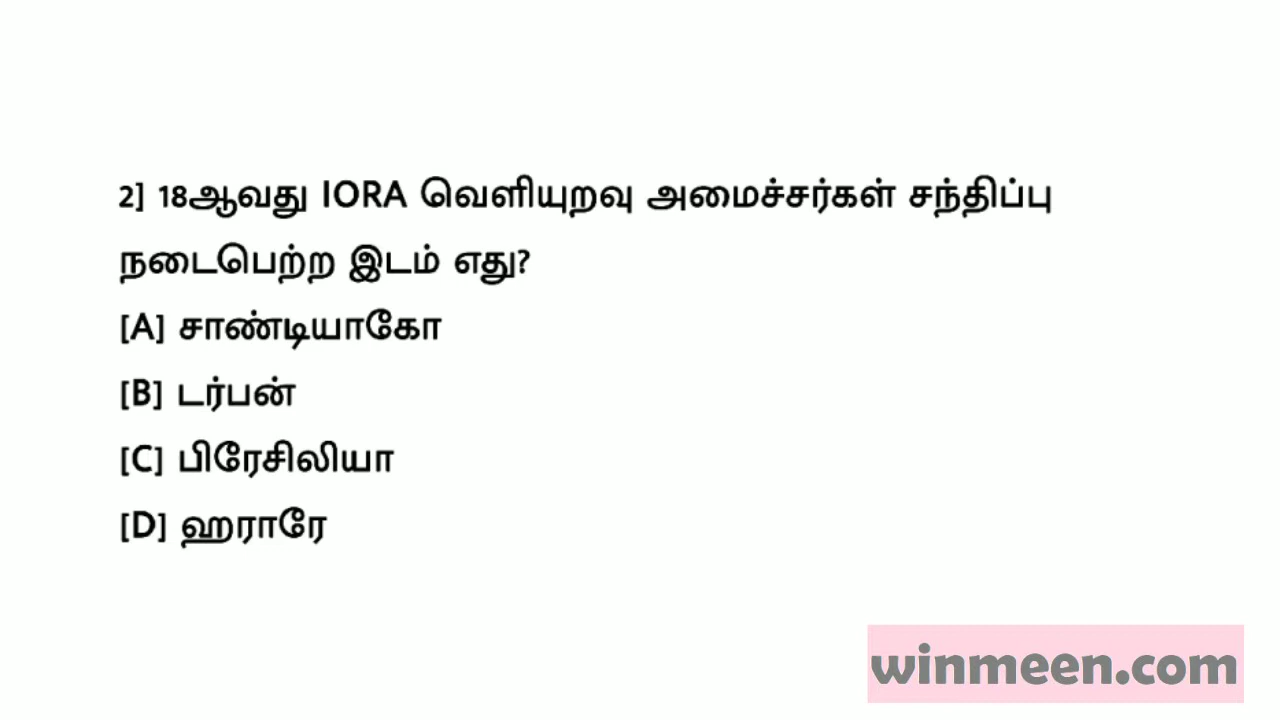 2] 18ஆவது IORA வெளியுறவு அமைச்சர்கள் சந்திப்பு
நடைபெற்ற இடம் எது?
[A] சாண்டியாகோ
[B] டர்பன்
[C] பிரேசிலியா
[D] ஹராரே
winmeen.com